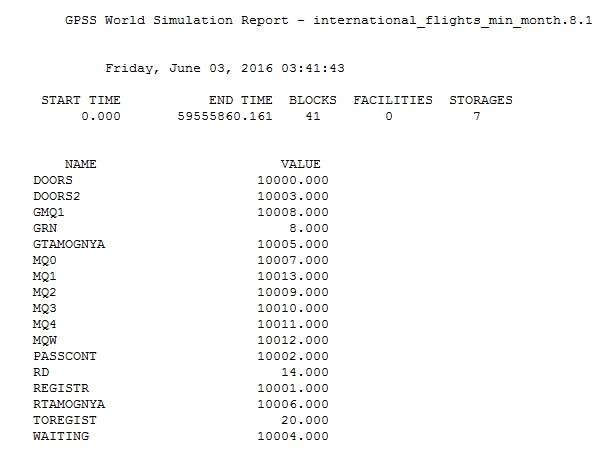 GPSS World Simulation Report - international_flights_min_month.8.1
Friday, June 03, 2016 03:41:43
START TIME END TIME BLOCKS FACILITIES STORAGES
0.000 59555860.161 41 0 7
NAME VALUE
DOORS 10000.000
DOORS2 10003.000
GMQ1 10008.000
GRN 8.000
GTAMOGNYA 10005.000
MQ0 10007.000
MQ1 10013.000
MQ2 10009.000
MQ3 10010.000
MQ4 10011.000
MQW 10012.000
PASSCONT 10002.000
RD 14.000
REGISTR 10001.000
RTAMOGNYA 10006.000
TOREGIST 20.000
WAITING 10004.000